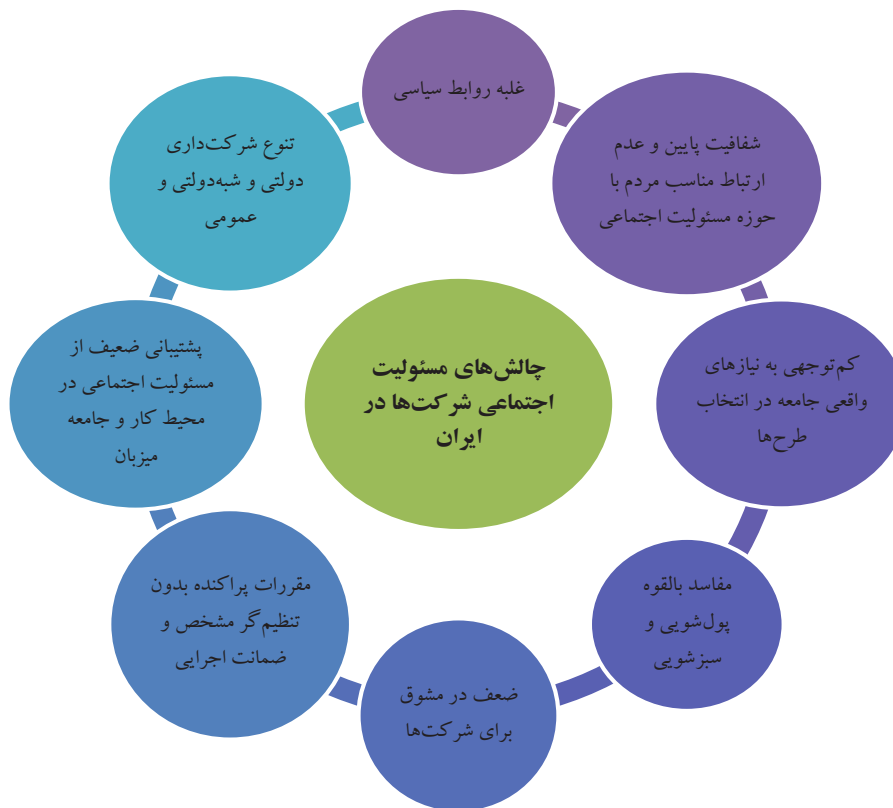 غلبه روابط سیاسی
شفافیت پایین و عدم
ارتباط مناسب مردم با
حوزه مسئولیت اجتماعی
کم‌توجهی به نیازهای
واقعی جامعه در انتخاب
طرح‌ها
مفاسد بالقوه
پول‌شویی و
سبزشویی
ضعف در مشوق
برای شرکت‌ها
مقررات پراکنده بدون
تنظیم‌گر مشخص و
ضمانت اجرایی
پشتیبانی ضعیف از
مسئولیت اجتماعی در
محیط کار و جامعه
میزبان
تنوع شرکت‌داری
دولتی و شبه‌دولتی و
عمومی
چالش‌های مسئولیت
اجتماعی شرکت‌ها در
ایران